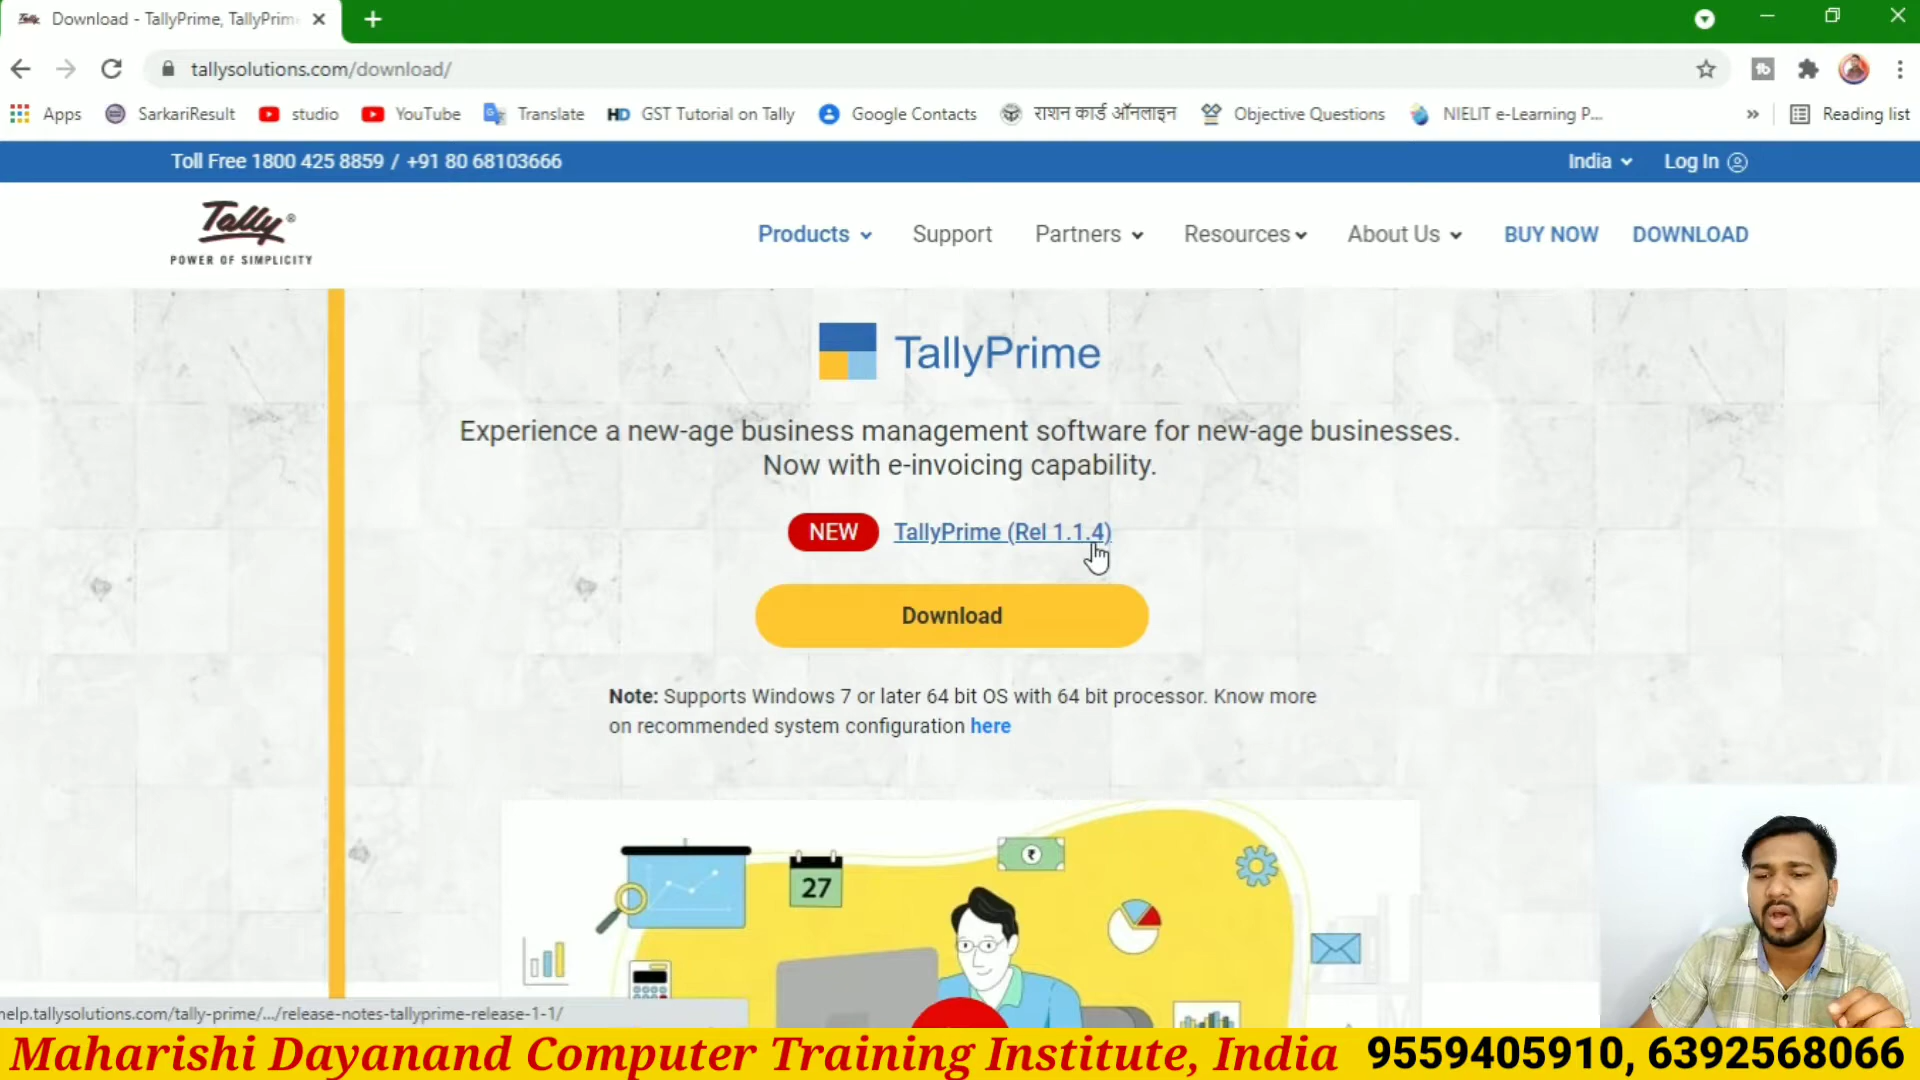 Download - TallyPrime, TallyPrim
tallysolutions.com/download/
Apps SarkariResult studio YouTube Translate HD GST Tutorial on Tally Google Contacts राशन कार्ड ऑनलाइन Objective Questions NIELIT e-Learning P... » Reading list
Toll Free 1800 425 8859 / +91 80 68103666 India Log In
Tally®
POWER OF SIMPLICITY
Products Support Partners Resources About Us BUY NOW DOWNLOAD
TallyPrime
Experience a new-age business management software for new-age businesses.
Now with e-invoicing capability.
NEW TallyPrime (Rel 1.1.4)
Download
Note: Supports Windows 7 or later 64 bit OS with 64 bit processor. Know more
on recommended system configuration here
27
₹
help.tallysolutions.com/tally-prime/.../release-notes-tallyprime-release-1-1/
Maharishi Dayanand Computer Training Institute, India 9559405910, 6392568066